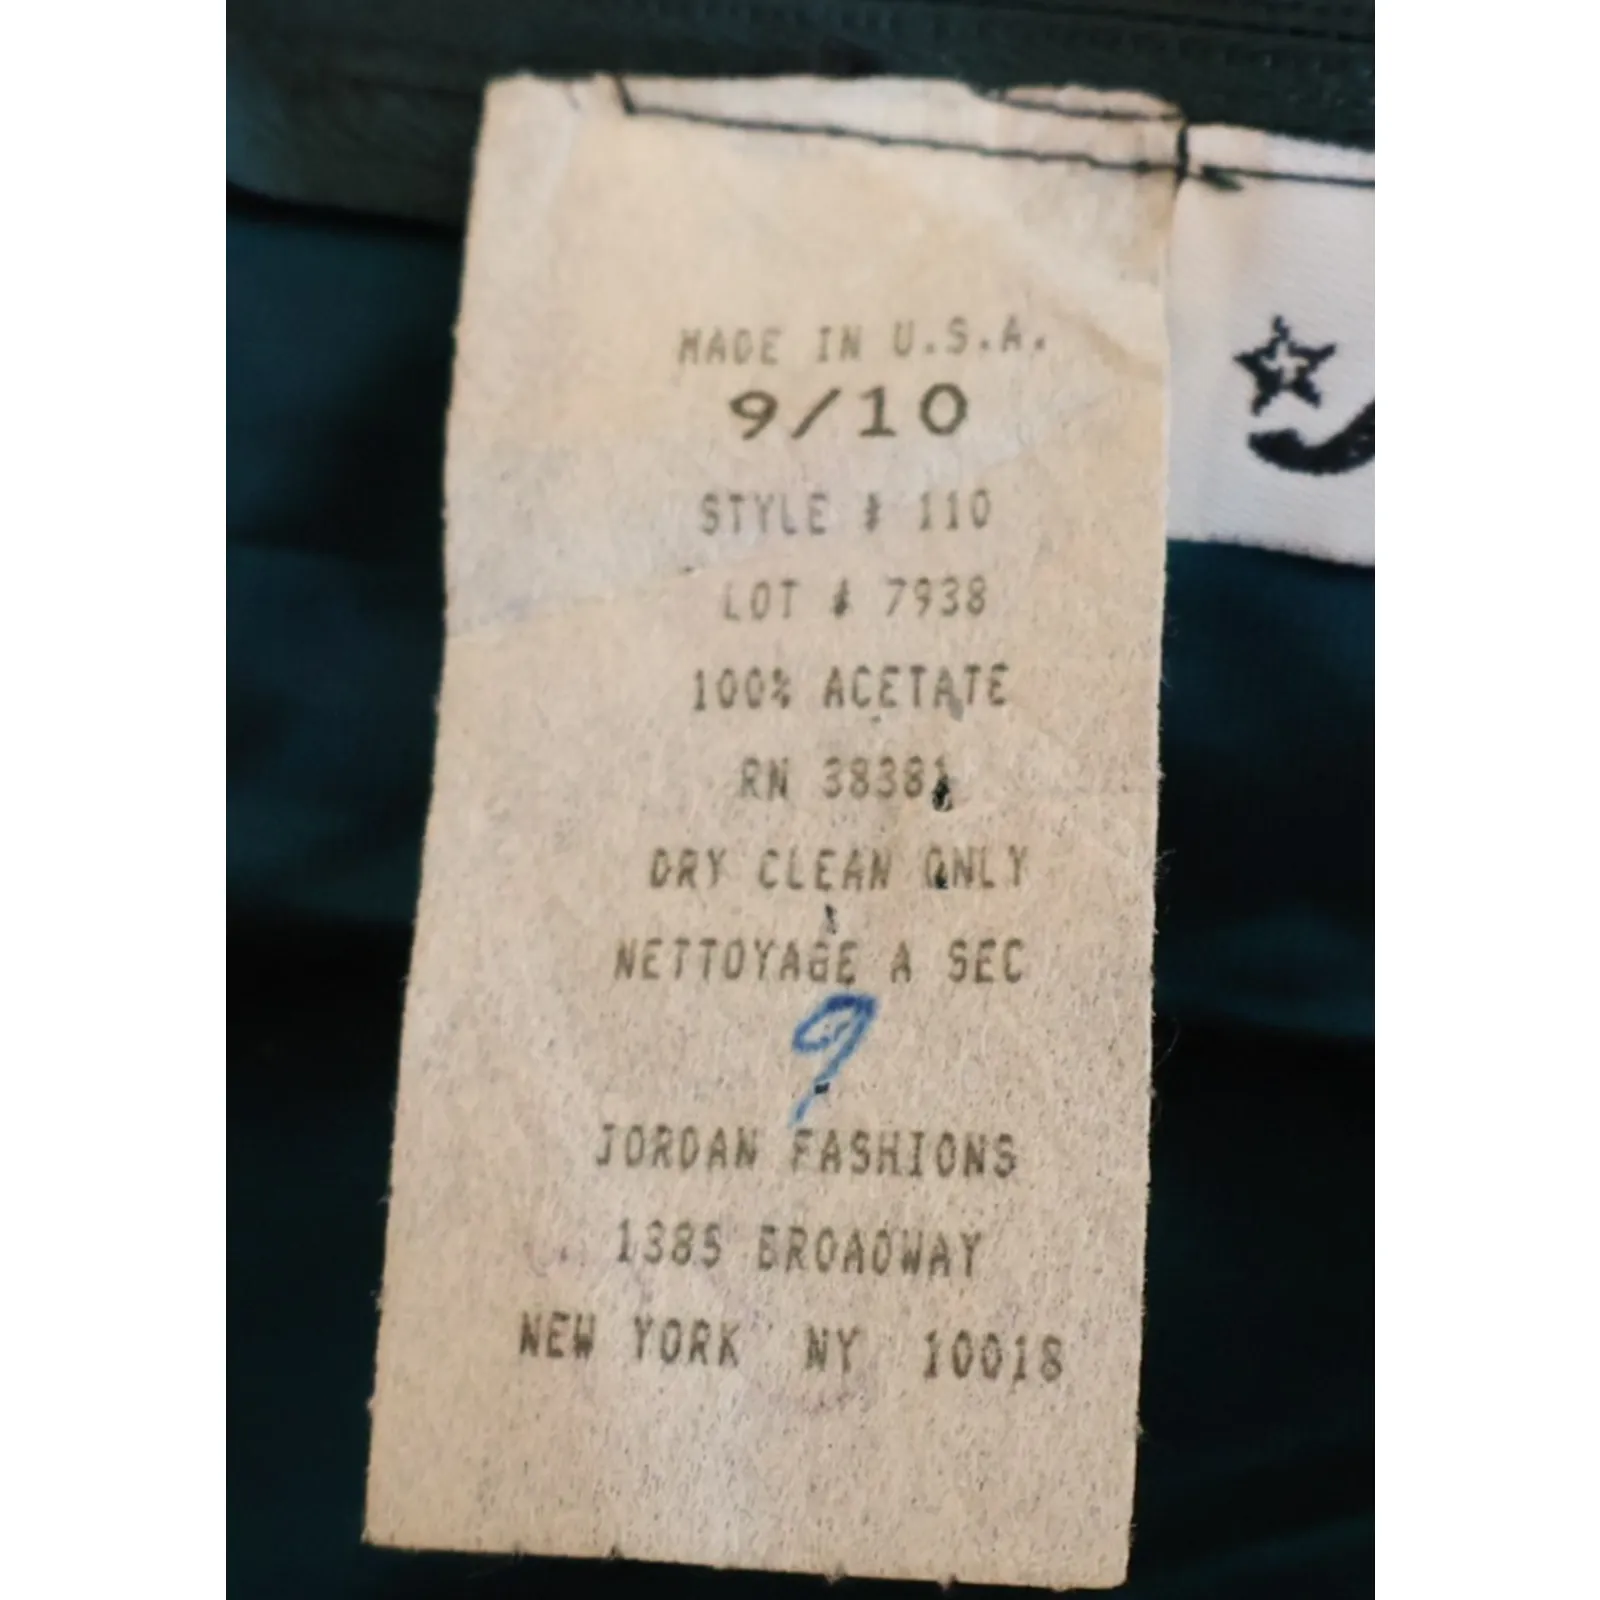 MADE IN U.S.A.
9/10
STYLE # 110
LOT # 7938
100% ACETATE
RN 38381
DRY CLEAN ONLY
NETTOYAGE A SEC
9
JORDAN FASHIONS
1385 BROADWAY
NEW YORK NY 10018